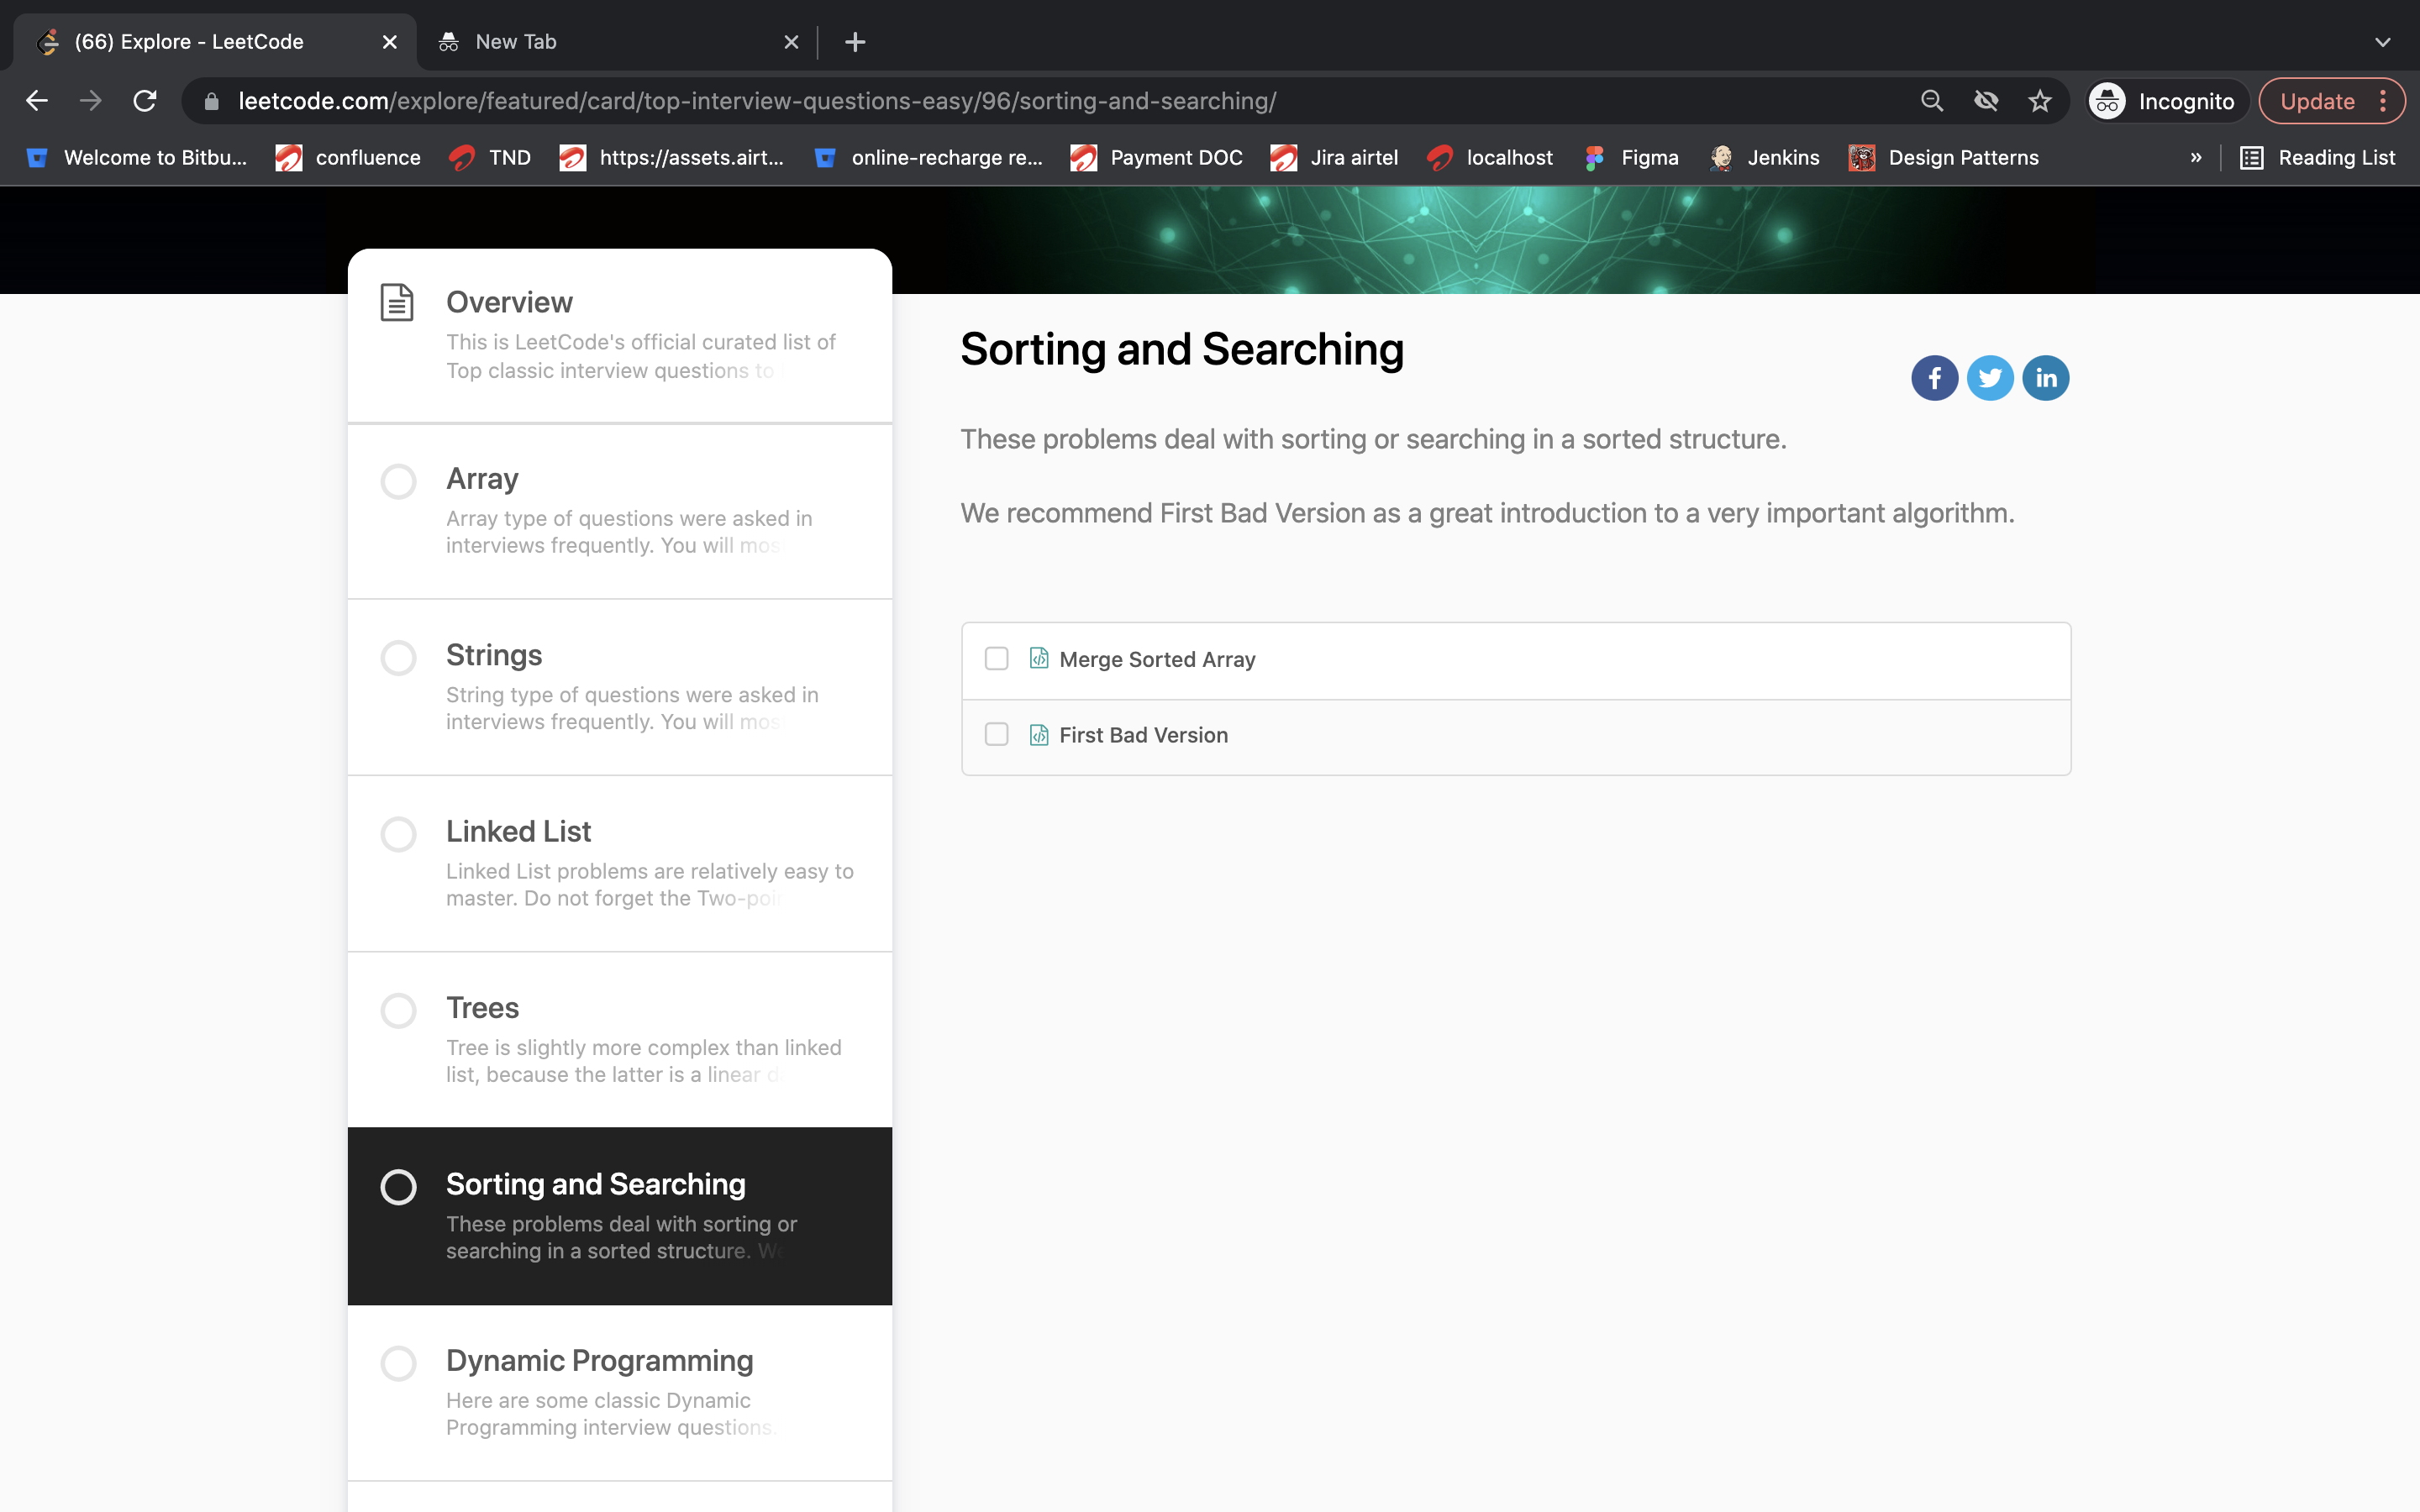 (66) Explore - LeetCode
New Tab
leetcode.com/explore/featured/card/top-interview-questions-easy/96/sorting-and-searching/
Incognito
Update
Welcome to Bitbu...
confluence
TND
https://assets.airt...
online-recharge re...
Payment DOC
Jira airtel
localhost
Figma
Jenkins
Design Patterns
»
Reading List
Overview
This is LeetCode's official curated list of
Top classic interview questions to
Array
Array type of questions were asked in
interviews frequently. You will mos
Strings
String type of questions were asked in
interviews frequently. You will mos
Linked List
Linked List problems are relatively easy to
master. Do not forget the Two-poi
Trees
Tree is slightly more complex than linked
list, because the latter is a linear d
Sorting and Searching
These problems deal with sorting or
searching in a sorted structure. We
Dynamic Programming
Here are some classic Dynamic
Programming interview questions.
Sorting and Searching
These problems deal with sorting or searching in a sorted structure.
We recommend First Bad Version as a great introduction to a very important algorithm.
Merge Sorted Array
First Bad Version